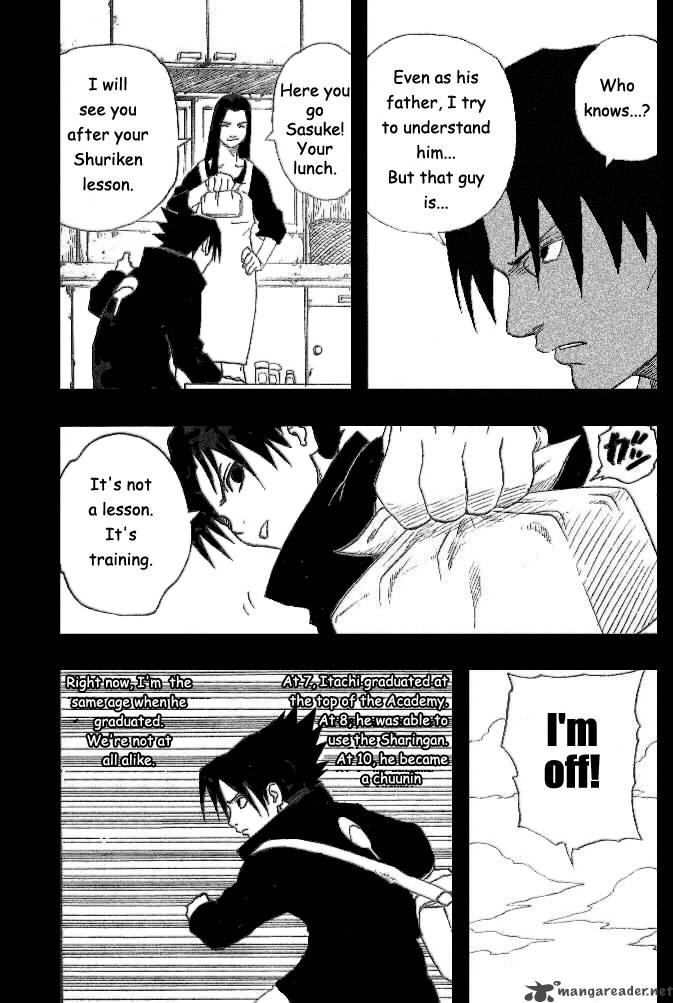 Who
knows...?
Even as his
father, I try
to understand
him...
But that guy
is...
Here you
go
Sasuke!
Your
lunch.
I will
see you
after your
Shuriken
lesson.
ガッ
It's not
a lesson.
It's
training.
I'm
off!
At 7, Itachi graduated at
the top of the Academy.
At 8, he was able to
use the Sharingan.
At 10, he became
a chuunin
Right now, I'm the
same age when he
graduated.
We're not at
all alike.
mangareader.net